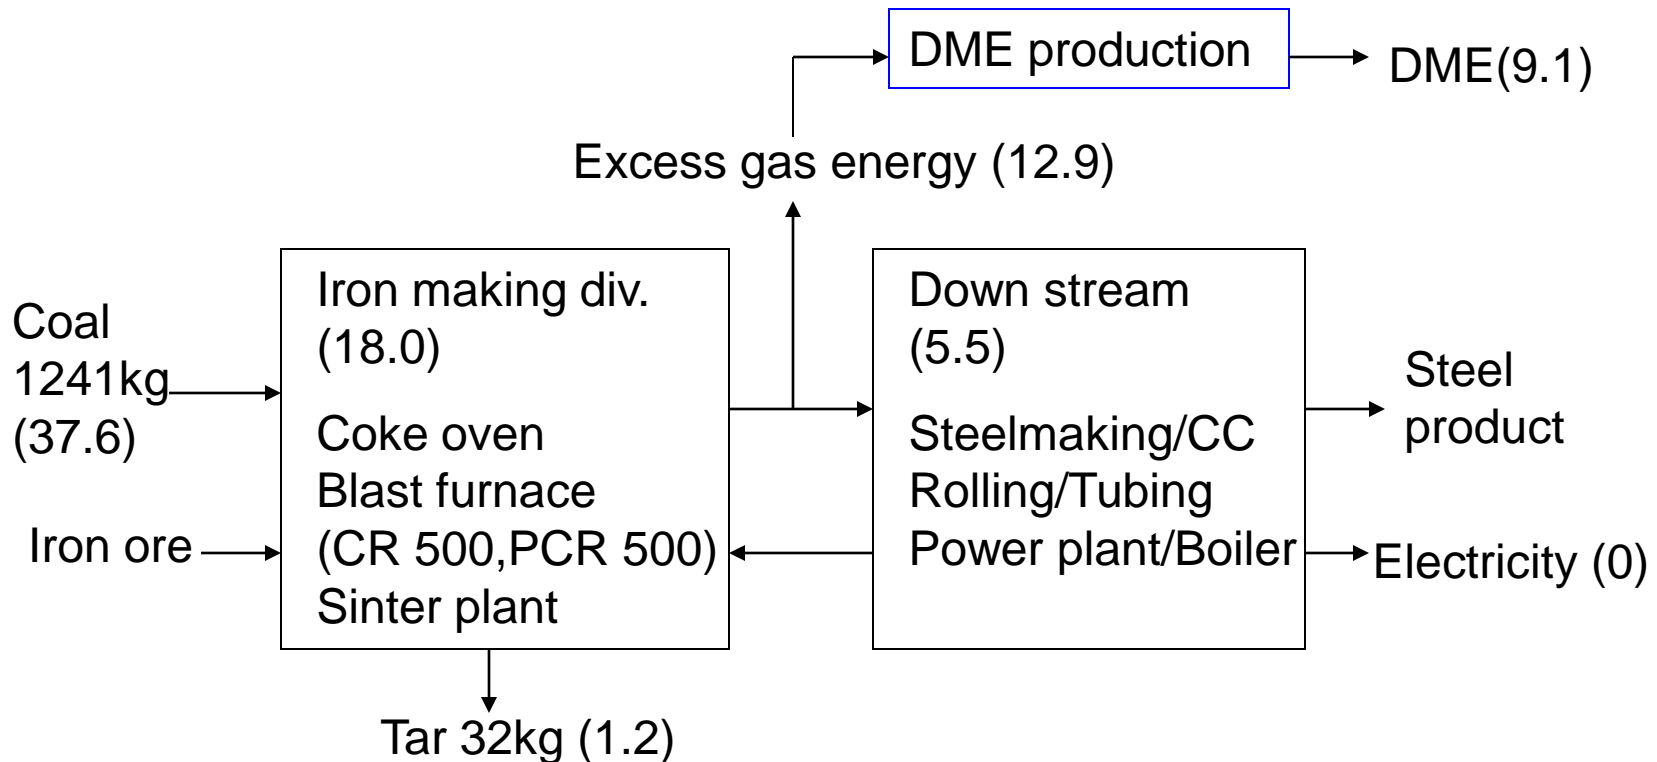 DME production
DME(9.1)
Excess gas energy (12.9)
Coal
1241kg
(37.6)
Iron ore
Iron making div.
(18.0)
Coke oven
Blast furnace
(CR 500,PCR 500)
Sinter plant
Down stream
(5.5)
Steelmaking/CC
Rolling/Tubing
Power plant/Boiler
Steel
product
Electricity (0)
Tar 32kg (1.2)